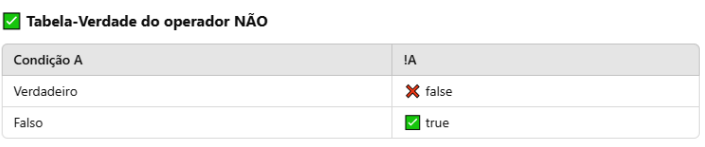 ✅ Tabela-Verdade do operador NÃO
Condição A !A
Verdadeiro ❌ false
Falso ✅ true